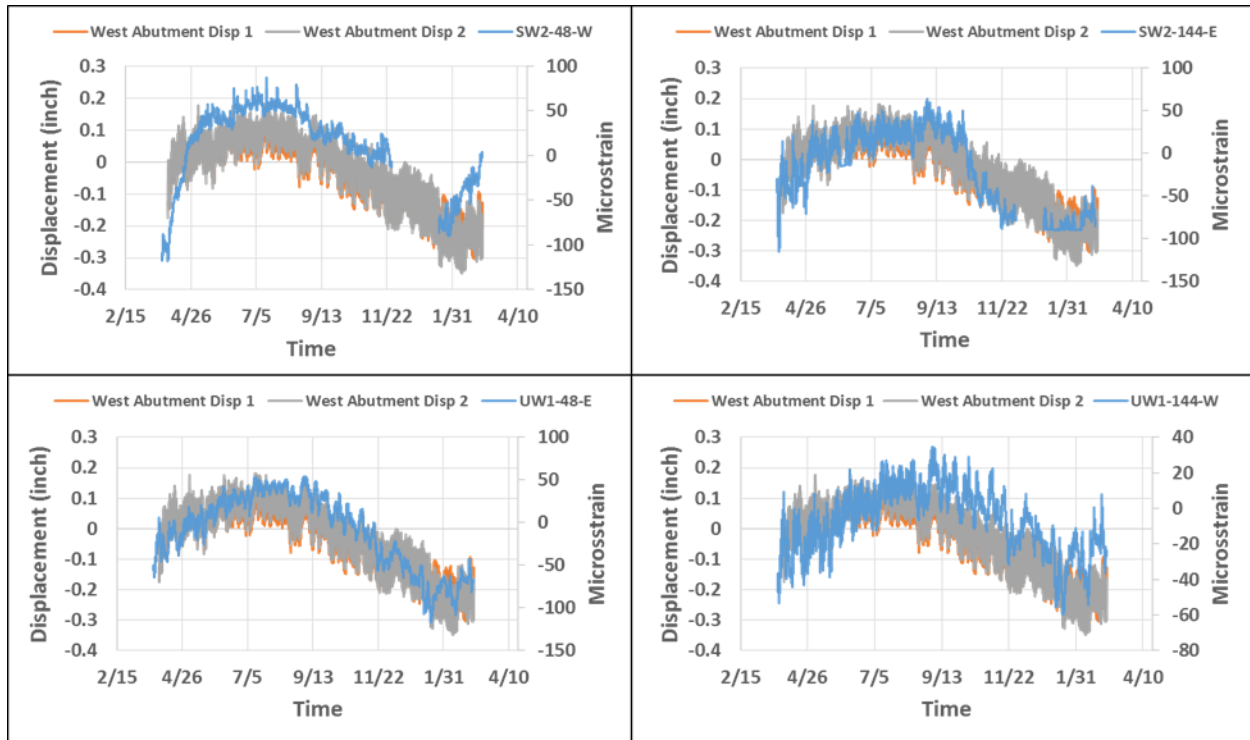 West Abutment Disp 1 West Abutment Disp 2 SW2-48-W
0.3
0.2
0.1
0
-0.1
-0.2
-0.3
-0.4
Displacement (inch)
100
50
0
-50
-100
-150
Microstrain
2/15 4/26 7/5 9/13 11/22 1/31 4/10
Time
West Abutment Disp 1 West Abutment Disp 2 SW2-144-E
0.3
0.2
0.1
0
-0.1
-0.2
-0.3
-0.4
Displacement (inch)
100
50
0
-50
-100
-150
Microstrain
2/15 4/26 7/5 9/13 11/22 1/31 4/10
Time
West Abutment Disp 1 West Abutment Disp 2 UW1-48-E
0.3
0.2
0.1
0
-0.1
-0.2
-0.3
-0.4
Displacement (inch)
100
50
0
-50
-100
-150
Microsstrain
2/15 4/26 7/5 9/13 11/22 1/31 4/10
Time
West Abutment Disp 1 West Abutment Disp 2 UW1-144-W
0.3
0.2
0.1
0
-0.1
-0.2
-0.3
-0.4
Displacement (inch)
40
20
0
-20
-40
-60
-80
Microstrain
2/15 4/26 7/5 9/13 11/22 1/31 4/10
Time